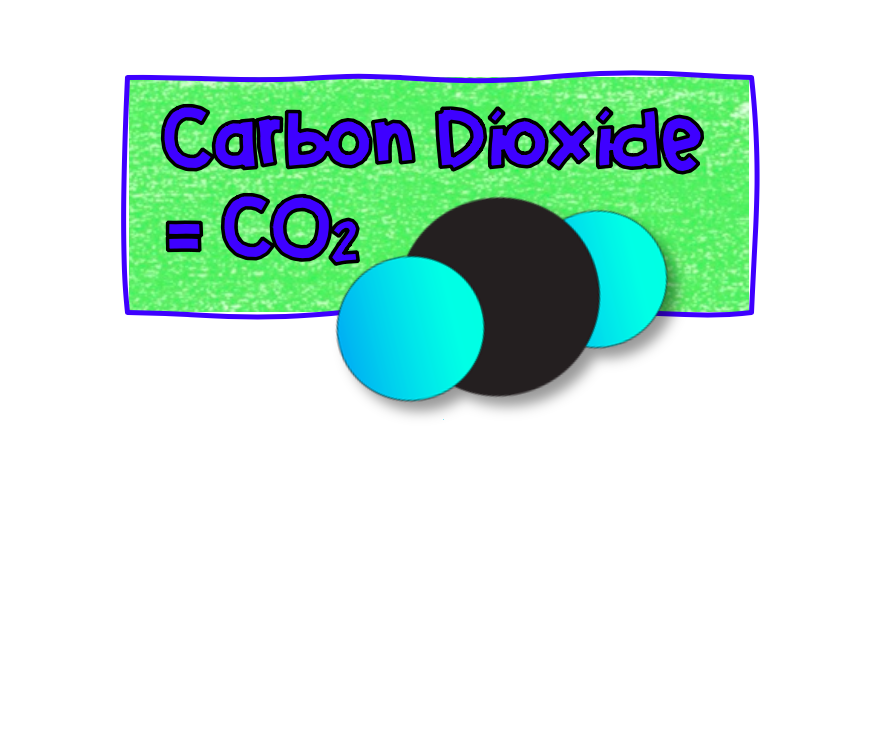 Carbon Dioxide
= CO₂